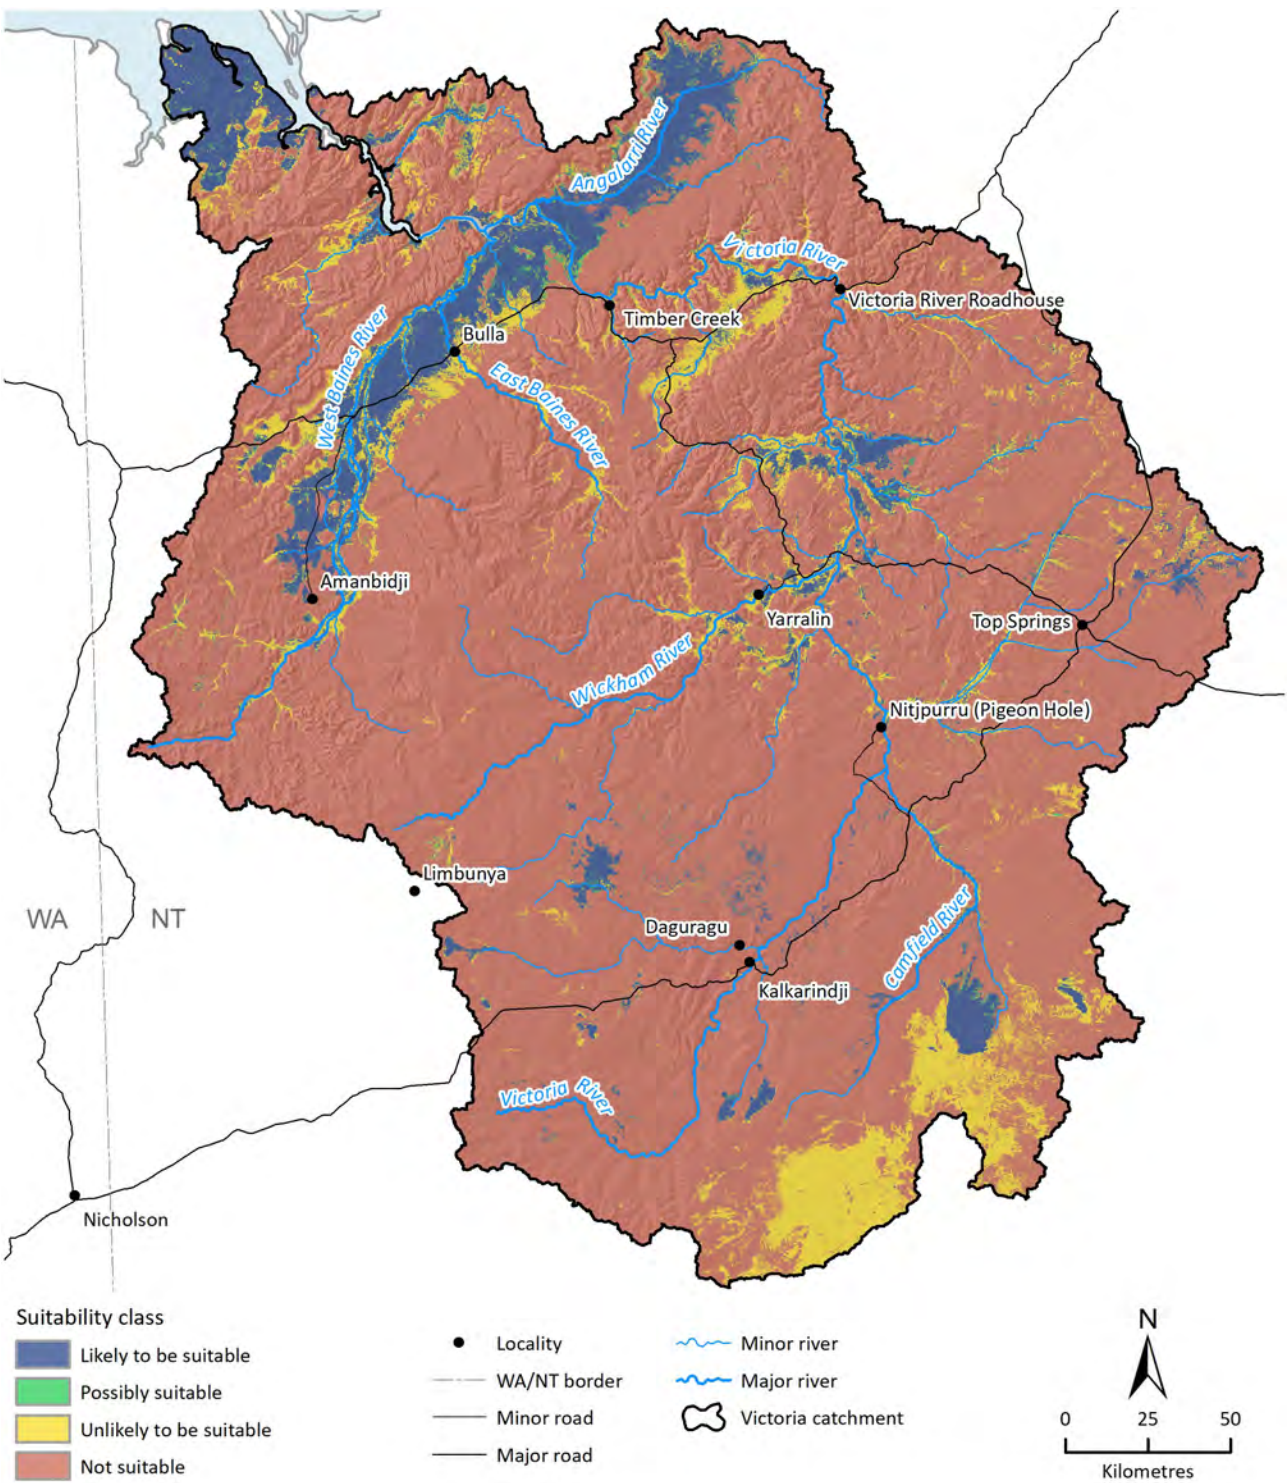 Angalarri River
Victoria River
Victoria River Roadhouse
Timber Creek
Bulla
West Baines River
East Baines River
Amanbidji
Yarralin
Top Springs
Wickham River
Nitjpurru (Pigeon Hole)
Limbunya
WA
NT
Daguragu
Camfield River
Kalkarindji
Victoria River
Nicholson
Suitability class
Likely to be suitable
Possibly suitable
Unlikely to be suitable
Not suitable
Locality
WA/NT border
Minor road
Major road
Minor river
Major river
Victoria catchment
N
0 25 50
Kilometres